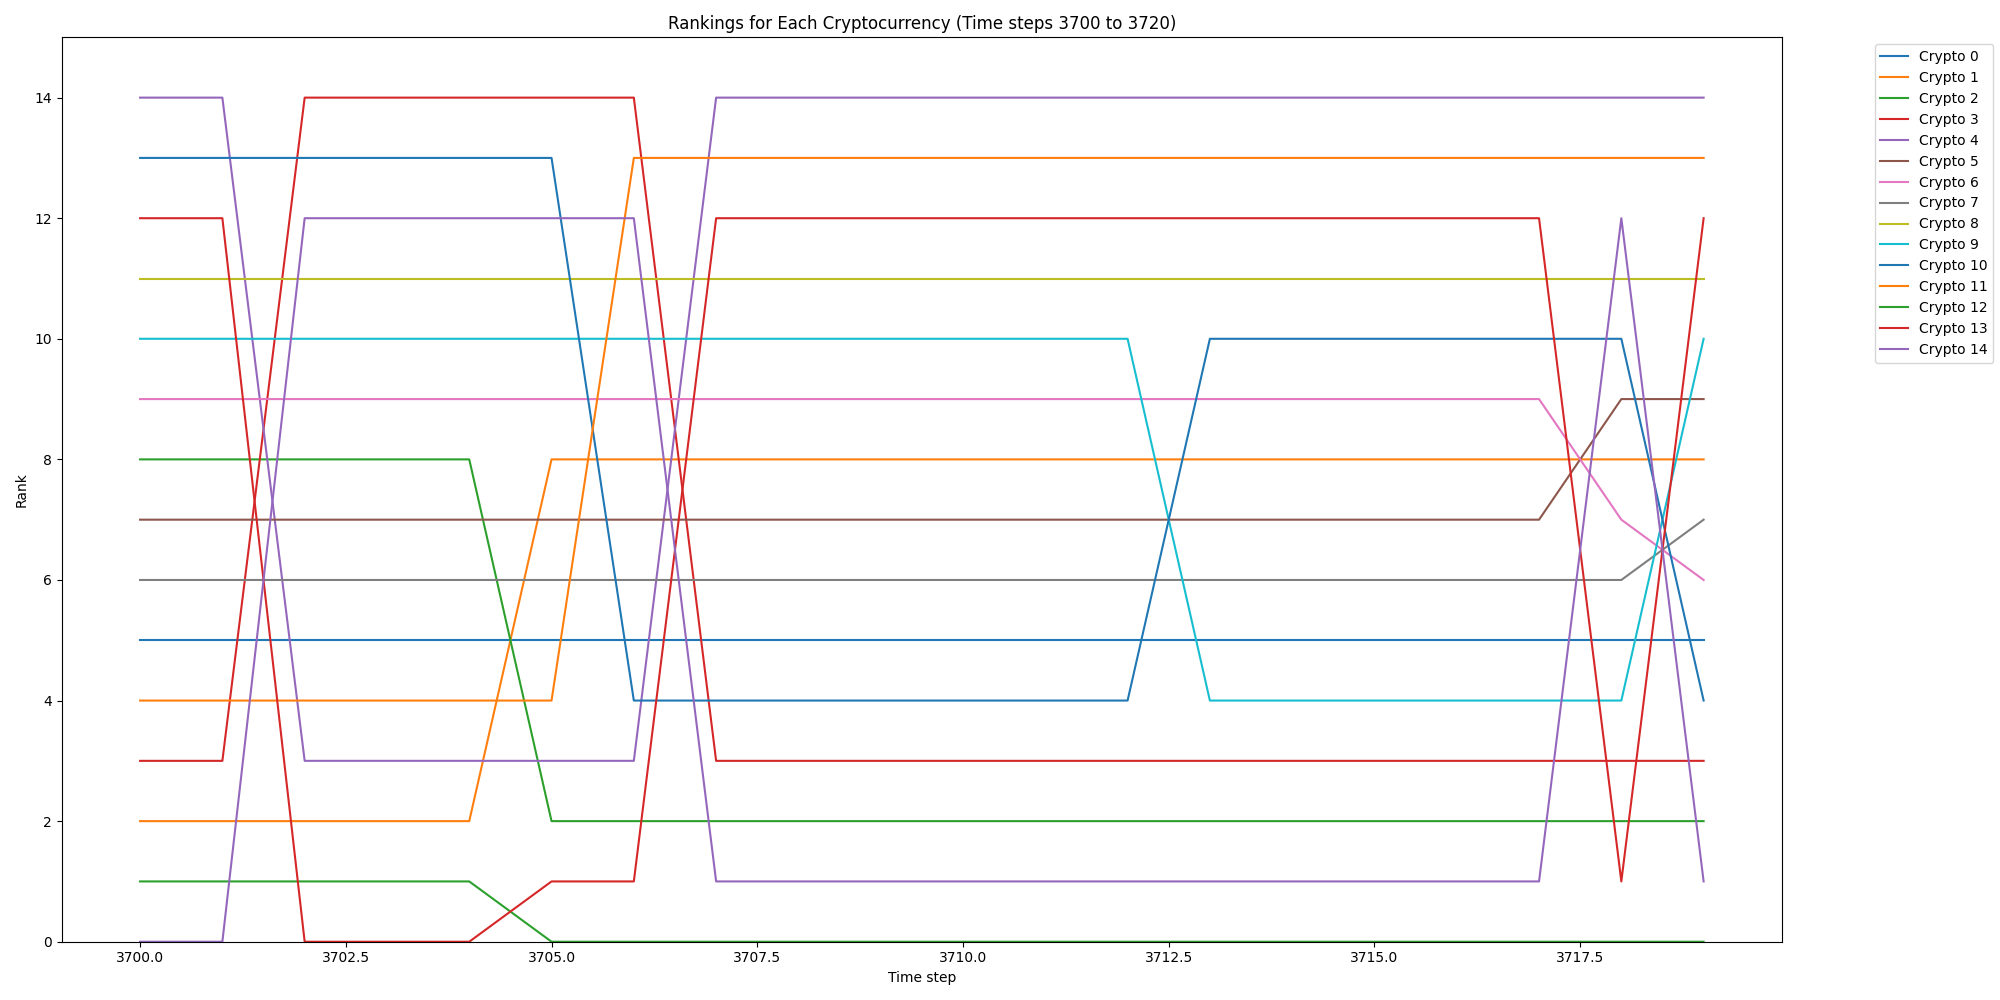 Rankings for Each Cryptocurrency (Time steps 3700 to 3720)
Rank
14
12
10
8
6
4
2
0
3700.0
3702.5
3705.0
3707.5
3710.0
3712.5
3715.0
3717.5
Time step
Crypto 0
Crypto 1
Crypto 2
Crypto 3
Crypto 4
Crypto 5
Crypto 6
Crypto 7
Crypto 8
Crypto 9
Crypto 10
Crypto 11
Crypto 12
Crypto 13
Crypto 14